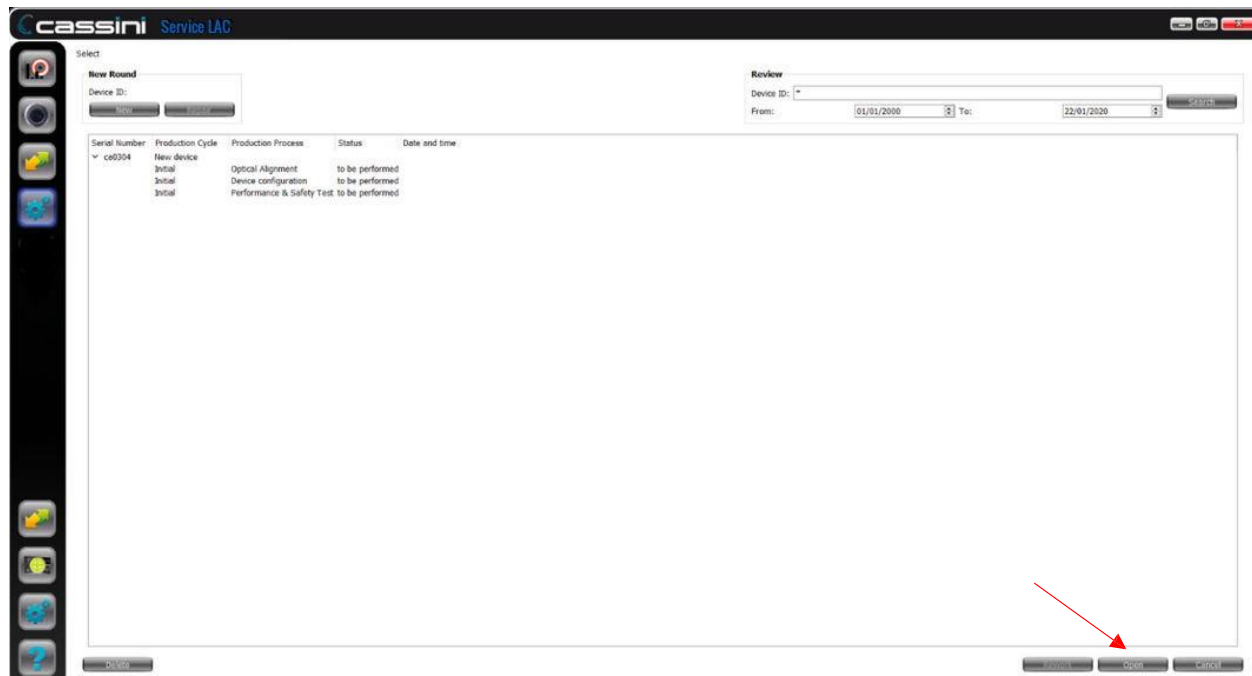 cassini Service LAC
Select
New Round
Device ID:
New
Review
Device ID: *
Search
From: 01/01/2000 To: 22/01/2020
Serial Number Production Cycle Production Process Status Date and time
ce0304 New device
Initial Optical Alignment to be performed
Initial Device configuration to be performed
Initial Performance & Safety Test to be performed
Delete
Open Cancel